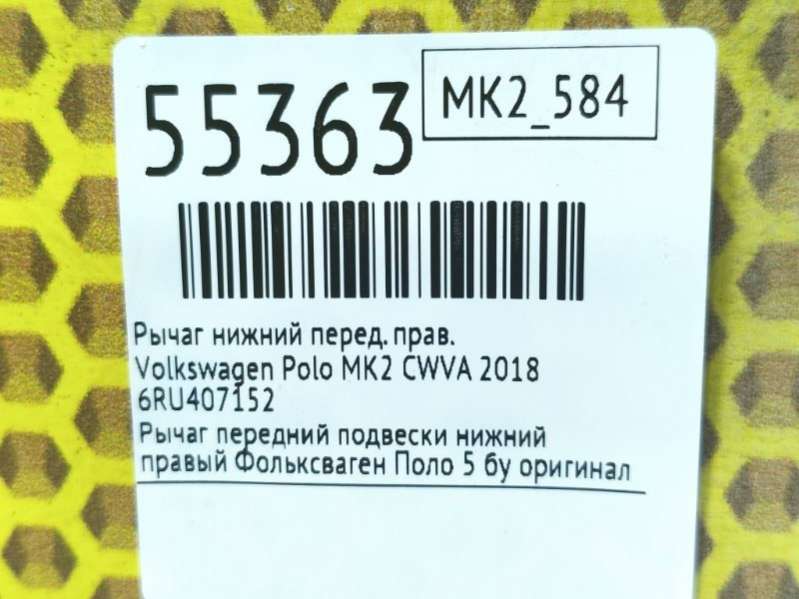 55363
MK2_584
Рычаг нижний перед. прав.
Volkswagen Polo MK2 CWVA 2018
6RU407152
Рычаг передний подвески нижний
правый Фольксваген Поло 5 бу оригинал